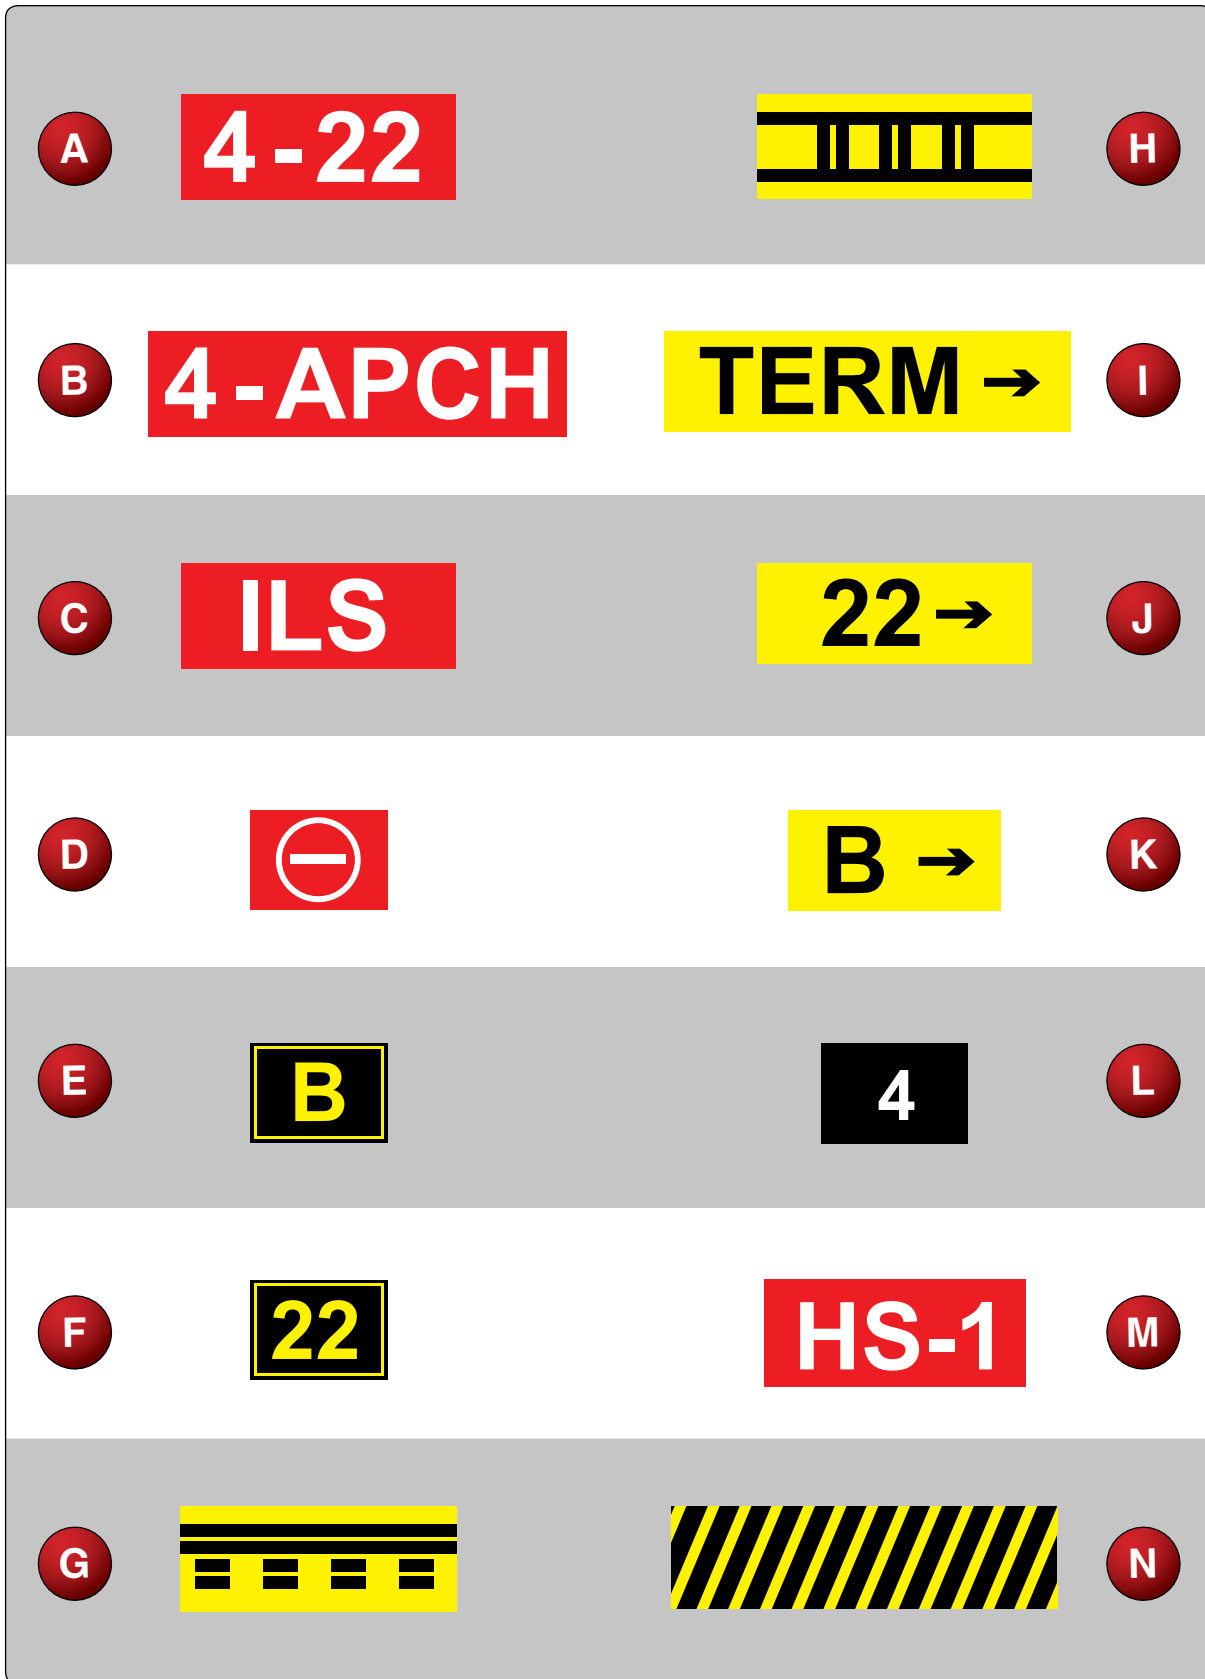 A 4-22 H
B 4-APCH TERM → I
C ILS 22→ J
D B → K
E B 4 L
F 22 HS-1 M
G N